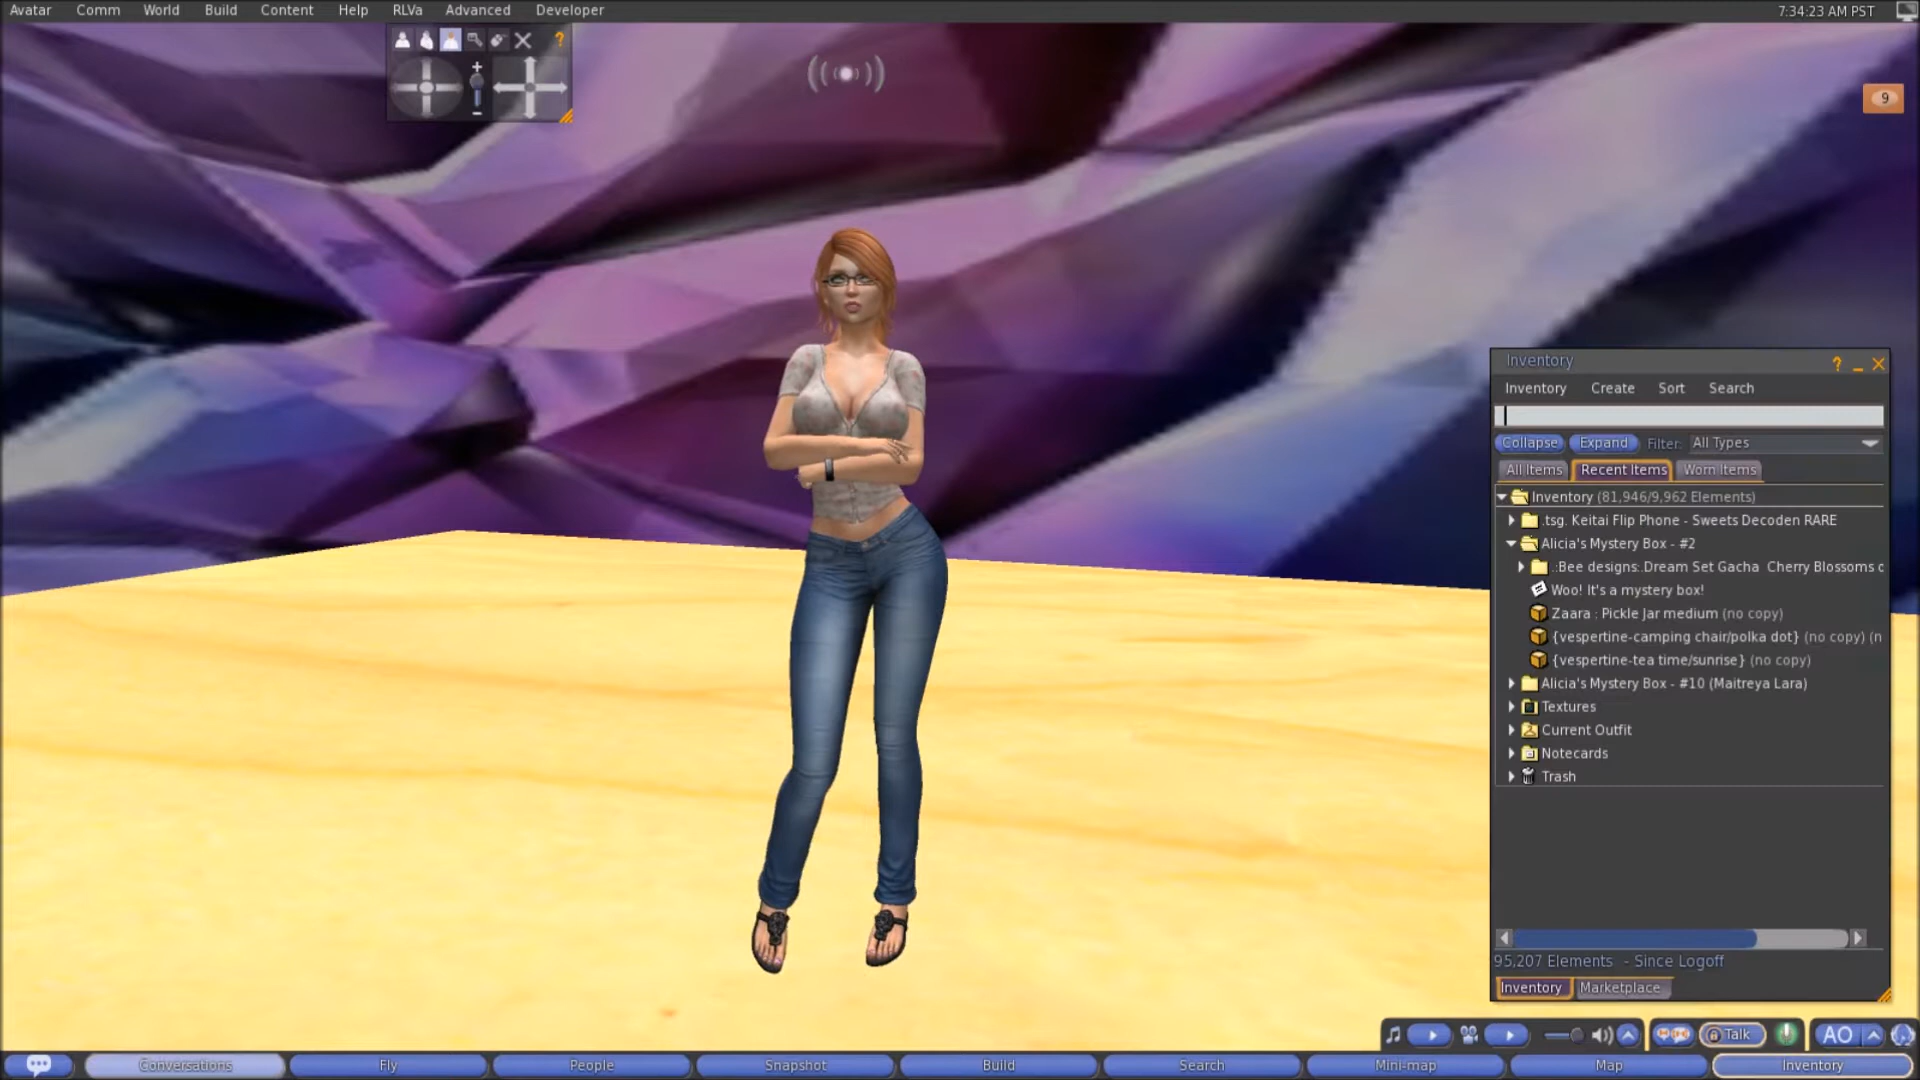 Avatar Comm World Build Content Help RLVa Advanced Developer
7:34:23 AM PST
?
9
Inventory
?
Inventory Create Sort Search
Collapse Expand Filter: All Types
All Items Recent Items Worn Items
Inventory (81,946/9,962 Elements)
.tsg. Keitai Flip Phone - Sweets Decoden RARE
Alicia's Mystery Box - #2
.:Bee designs:.Dream Set Gacha Cherry Blossoms
Woo! It's a mystery box!
Zaara : Pickle Jar medium (no copy)
{vespertine-camping chair/polka dot} (no copy) (n
{vespertine-tea time/sunrise} (no copy)
Alicia's Mystery Box - #10 (Maitreya Lara)
Textures
Current Outfit
Notecards
Trash
95,207 Elements - Since Logoff
Inventory Marketplace
Talk AO
Conversations Fly People Snapshot Build Search Mini-map Map Inventory